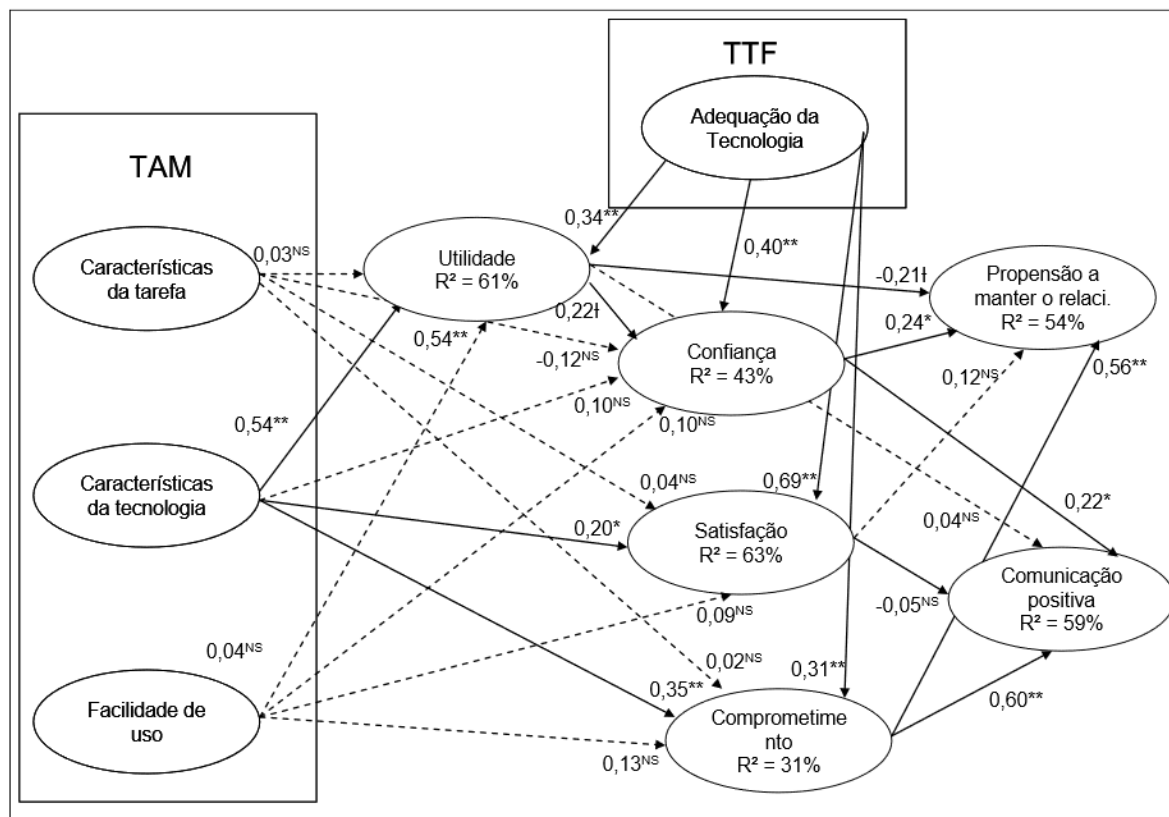 TTF
Adequação da
Tecnologia
TAM
Características
da tarefa
Características
da tecnologia
Facilidade de
uso
Utilidade
R² = 61%
Confiança
R² = 43%
Satisfação
R² = 63%
Comprometime
nto
R² = 31%
Propensão a
manter o relaci.
R² = 54%
Comunicação
positiva
R² = 59%
0,03ᴺˢ
0,34**
0,40**
-0,21ƚ
0,22ƚ
0,24*
0,54**
-0,12ᴺˢ
0,12ᴺˢ
0,56**
0,10ᴺˢ
0,10ᴺˢ
0,54**
0,04ᴺˢ
0,69**
0,22*
0,20*
0,04ᴺˢ
-0,05ᴺˢ
0,09ᴺˢ
0,04ᴺˢ
0,02ᴺˢ
0,31**
0,35**
0,60**
0,13ᴺˢ